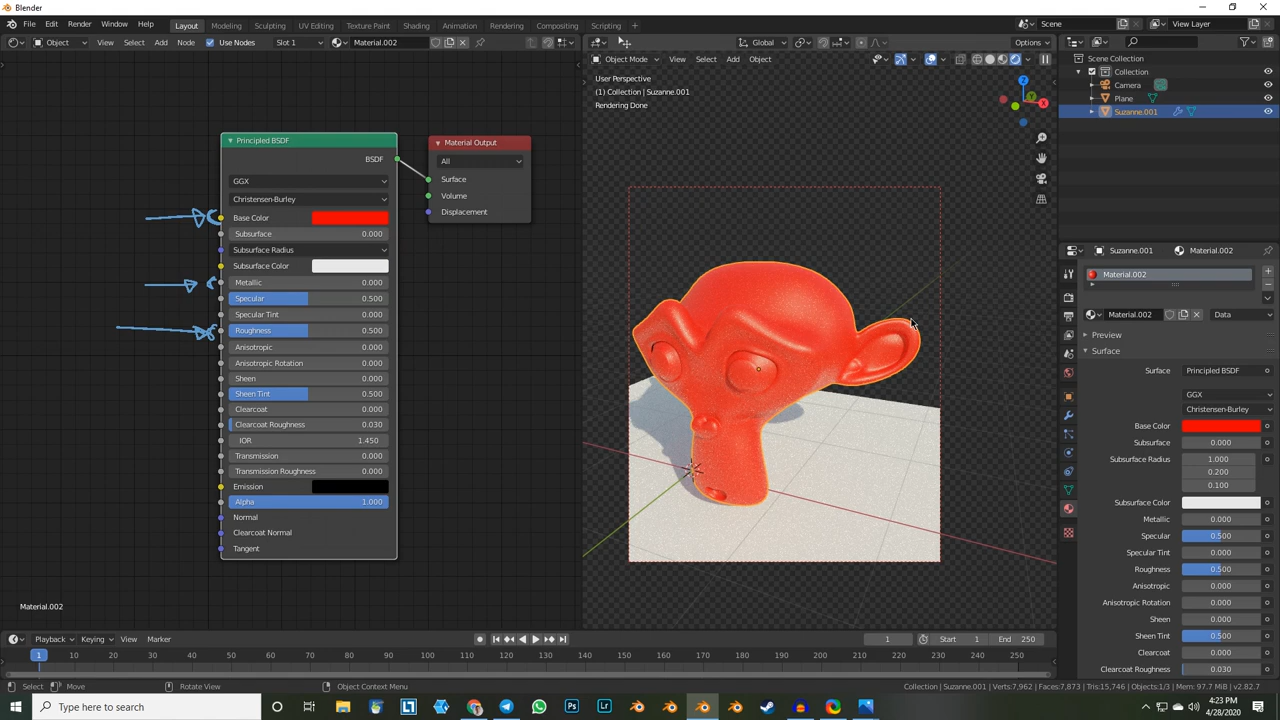 Blender
File Edit Render Window Help Layout Modeling Sculpting UV Editing Texture Paint Shading Animation Rendering Compositing Scripting + Scene View Layer
Object View Select Add Node Use Nodes Slot 1 Material.002 Global Options
Object Mode View Select Add Object
User Perspective
(1) Collection | Suzanne.001
Rendering Done
Z
Y
X
Scene Collection
Collection
Camera
Plane
Suzanne.001
Principled BSDF
BSDF
GGX
Christensen-Burley
Base Color
Subsurface 0.000
Subsurface Radius
Subsurface Color
Metallic 0.000
Specular 0.500
Specular Tint 0.000
Roughness 0.500
Anisotropic 0.000
Anisotropic Rotation 0.000
Sheen 0.000
Sheen Tint 0.500
Clearcoat 0.000
Clearcoat Roughness 0.030
IOR 1.450
Transmission 0.000
Transmission Roughness 0.000
Emission
Alpha 1.000
Normal
Clearcoat Normal
Tangent
Material Output
All
Surface
Volume
Displacement
Material.002
Suzanne.001 Material.002
Material.002
Material.002 Data
Preview
Surface
Surface Principled BSDF
GGX
Christensen-Burley
Base Color
Subsurface 0.000
Subsurface Radius 1.000
0.200
0.100
Subsurface Color
Metallic 0.000
Specular 0.500
Specular Tint 0.000
Roughness 0.500
Anisotropic 0.000
Anisotropic Rotation 0.000
Sheen 0.000
Sheen Tint 0.500
Clearcoat 0.000
Clearcoat Roughness 0.030
Playback Keying View Marker 1 Start 1 End 250
1 10 20 30 40 50 60 70 80 90 100 110 120 130 140 150 160 170 180 190 200 210 220 230 240 250
Select Move Rotate View Object Context Menu Collection | Suzanne.001 | Verts:7,962 | Faces:7,873 | Tris:15,746 | Objects:1/3 | Mem: 97.7 MiB | v2.82.7
Type here to search Ps Lr 4:23 PM
4/28/2020